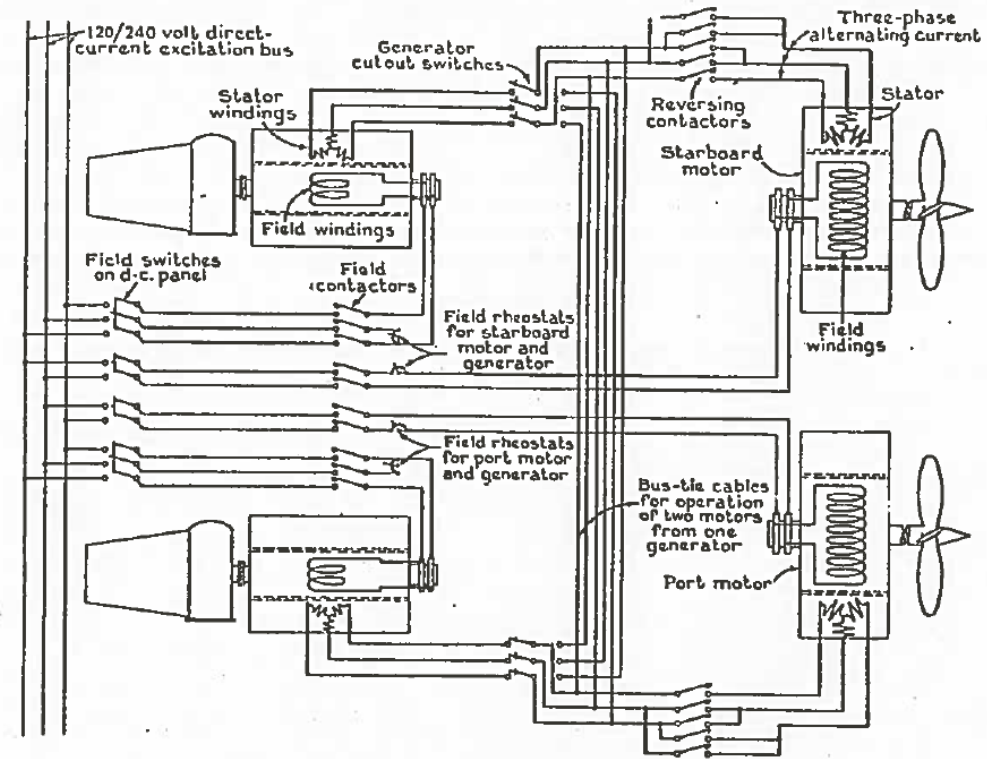 120/240 volt direct-
current excitation bus
Generator
cutout switches
Three-phase
alternating current
Stator
windings
Reversing
contactors
Stator
Starboard
motor
Field windings
Field switches
on d-c. panel
Field
contactors
Field rheostats
for starboard
motor and
generator
Field
windings
Field rheostats
for port motor
and generator
Bus-tie cables
for operation
of two motors
from one
generator
Port motor